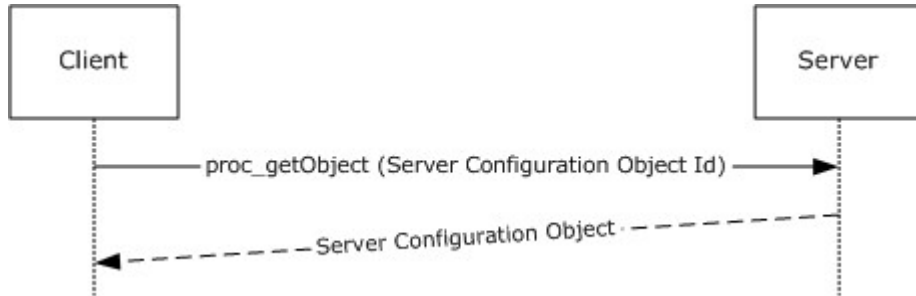 Client
Server
proc_getObject (Server Configuration Object Id)
Server Configuration Object